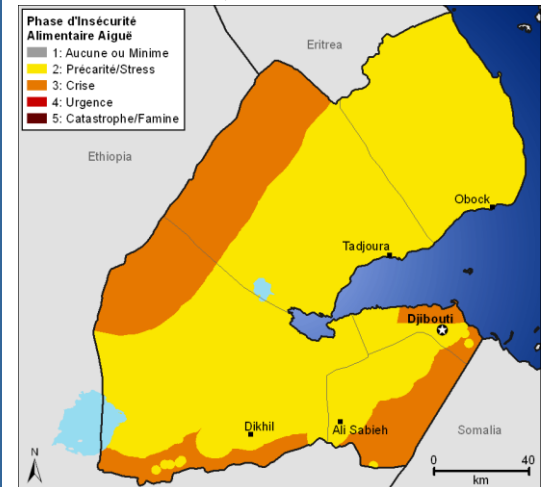 Phase d'Insécurité
Alimentaire Aiguë
1: Aucune ou Minime
2: Précarité/Stress
3: Crise
4: Urgence
5: Catastrophe/Famine
Eritrea
Ethiopia
Obock
Tadjoura
Djibouti
Dikhil
Ali Sabieh
Somalia
N
0 40
km